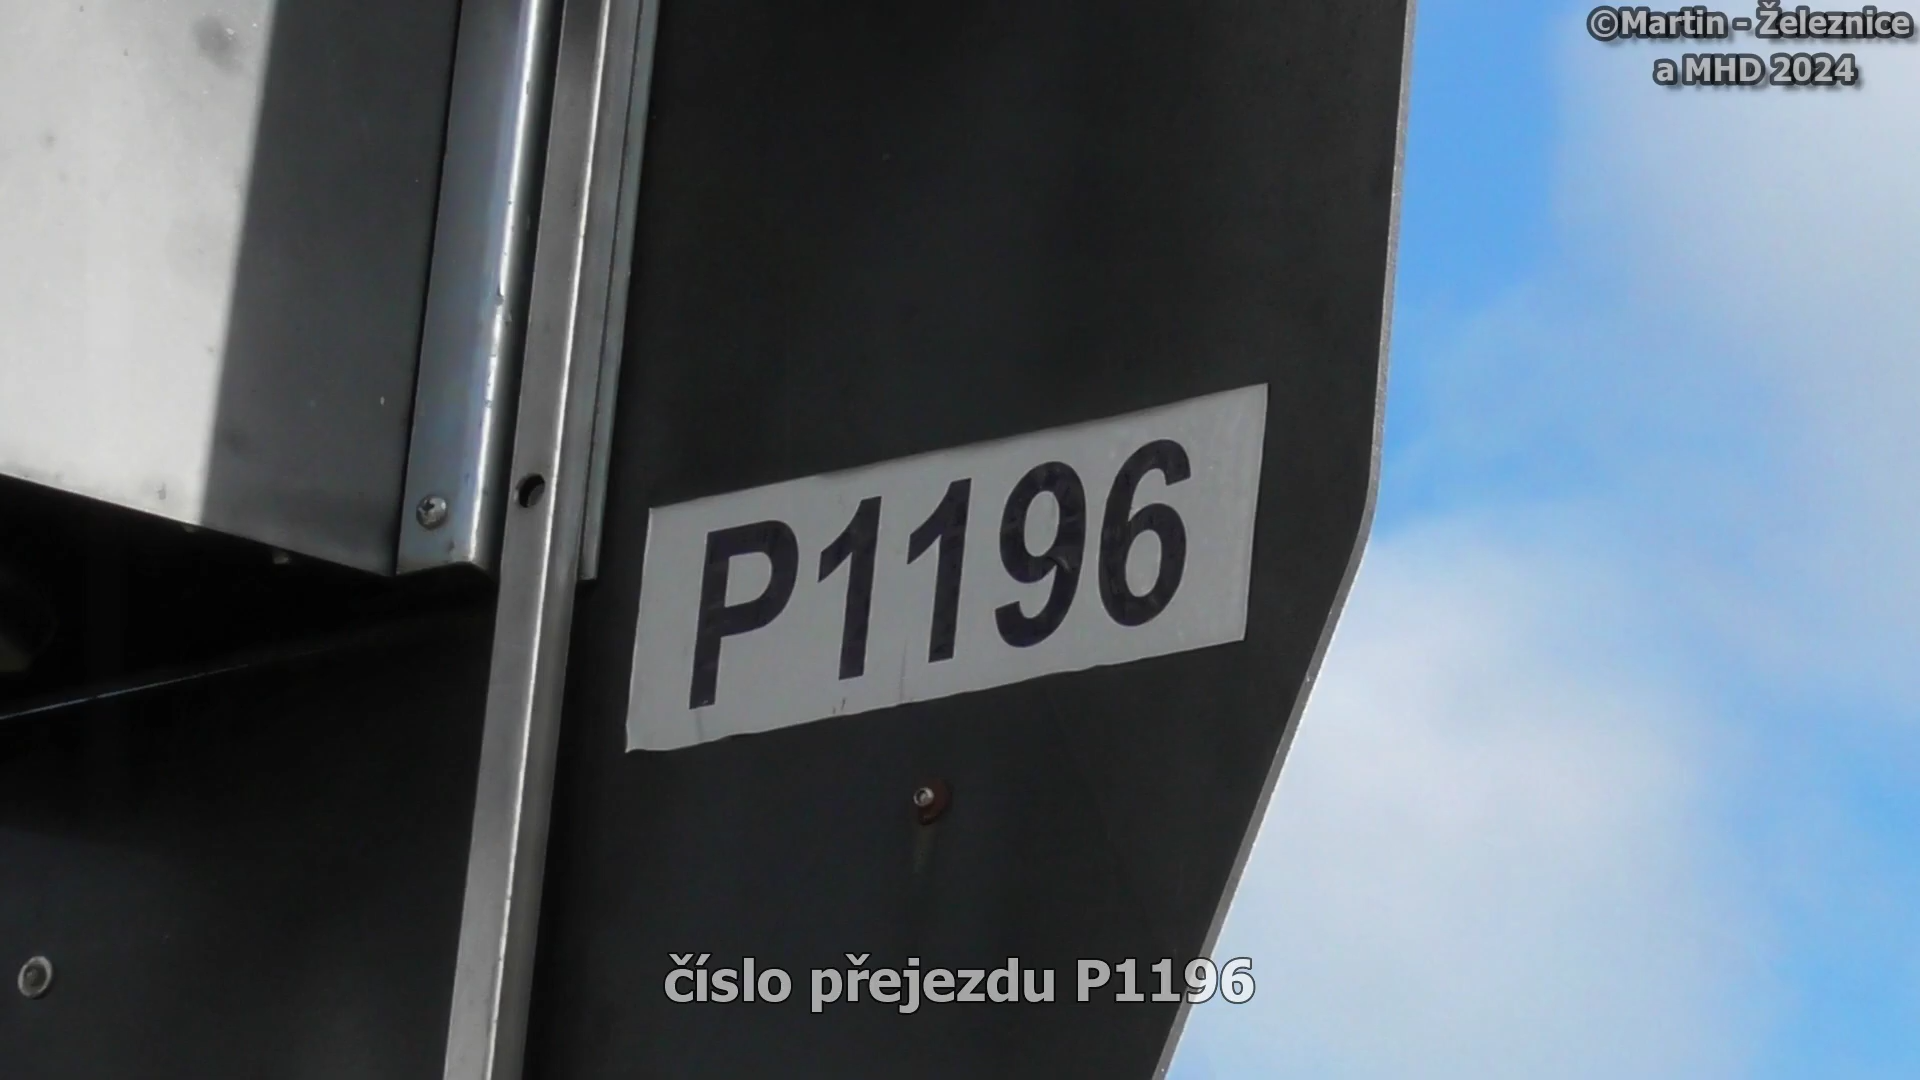 ©Martin - Železnice
a MHD 2024
P1196
číslo přejezdu P1196